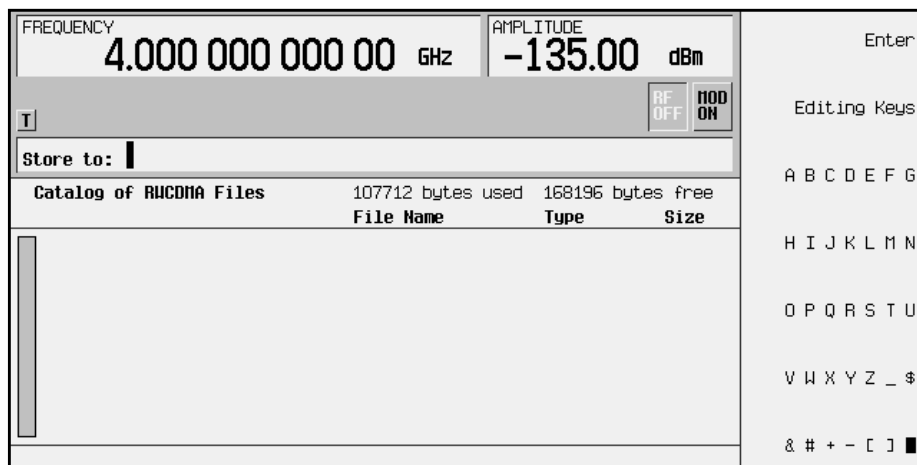 FREQUENCY
4.000 000 000 00 GHz
AMPLITUDE
-135.00 dBm
RF OFF
MOD ON
T
Store to:
Catalog of RWCDMA Files 107712 bytes used 168196 bytes free
File Name Type Size
Enter
Editing Keys
A B C D E F G
H I J K L M N
O P Q R S T U
V W X Y Z _ $
& # + - [ ]